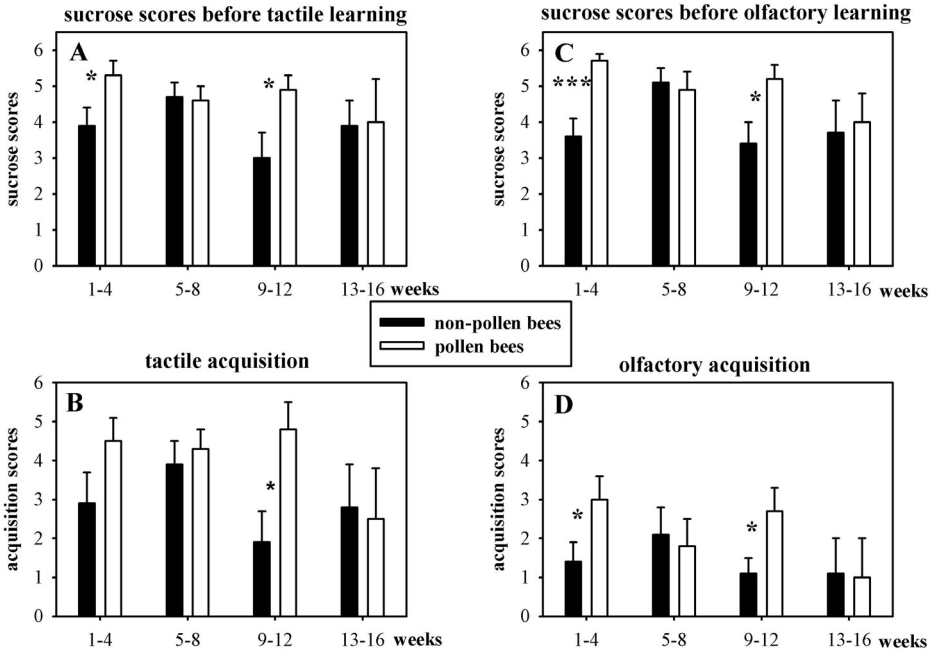 sucrose scores before tactile learning
A
sucrose scores
6
5
4
3
2
1
0
*
*
1-4 5-8 9-12 13-16 weeks
sucrose scores before olfactory learning
C
sucrose scores
6
5
4
3
2
1
0
***
*
1-4 5-8 9-12 13-16 weeks
non-pollen bees
pollen bees
tactile acquisition
B
acquisition scores
6
5
4
3
2
1
0
*
1-4 5-8 9-12 13-16 weeks
olfactory acquisition
D
acquisition scores
6
5
4
3
2
1
0
*
*
1-4 5-8 9-12 13-16 weeks